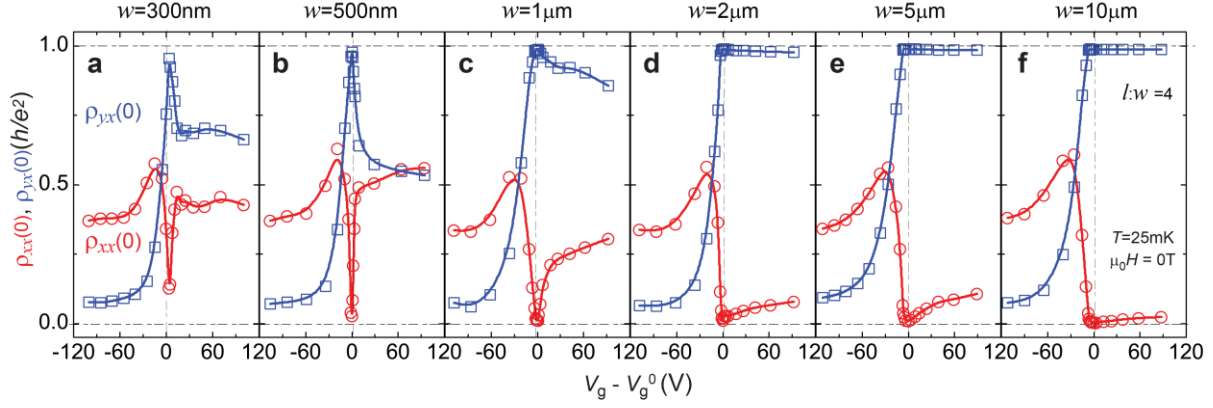 w=300nm w=500nm w=1μm w=2μm w=5μm w=10μm
1.0
a b c d e f
l:w =4
ρyx(0)
0.5
ρxx(0)
T=25mK
μ0H = 0T
0.0
-120 -60 0 60 120 -60 0 60 120 -60 0 60 120 -60 0 60 120 -60 0 60 120 -60 0 60 120
Vg - Vg0 (V)
ρxx(0), ρyx(0)(h/e2)